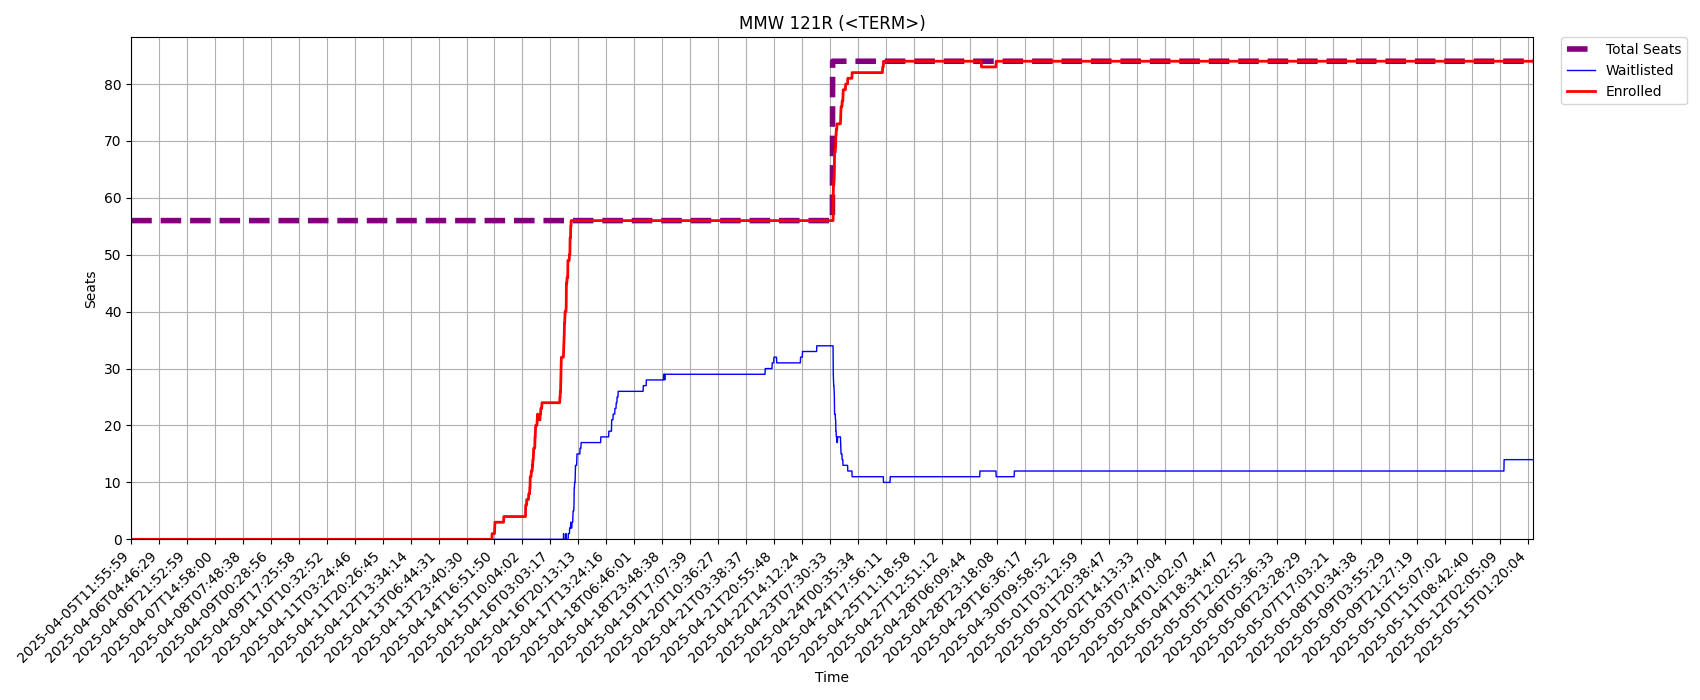 MMW 121R (<TERM>)
Total Seats
Waitlisted
Enrolled
Seats
80
70
60
50
40
30
20
10
0
2025-04-05T11:55:59
2025-04-06T04:46:29
2025-04-06T21:52:59
2025-04-07T14:58:00
2025-04-08T07:48:38
2025-04-09T00:28:56
2025-04-09T17:25:58
2025-04-10T10:32:52
2025-04-11T03:24:46
2025-04-11T20:26:45
2025-04-12T13:34:14
2025-04-13T06:44:31
2025-04-13T23:40:30
2025-04-14T16:51:50
2025-04-15T10:04:02
2025-04-16T03:03:17
2025-04-16T20:13:13
2025-04-17T13:24:16
2025-04-18T06:46:01
2025-04-18T23:48:38
2025-04-19T17:07:39
2025-04-20T10:36:27
2025-04-21T03:38:37
2025-04-21T20:55:48
2025-04-22T14:12:24
2025-04-23T07:30:33
2025-04-24T00:35:34
2025-04-24T17:56:11
2025-04-25T11:18:58
2025-04-27T12:51:12
2025-04-28T06:09:44
2025-04-28T23:18:08
2025-04-29T16:36:17
2025-04-30T09:58:52
2025-05-01T03:12:59
2025-05-01T20:38:47
2025-05-02T14:13:33
2025-05-03T07:47:04
2025-05-04T01:02:07
2025-05-04T18:34:47
2025-05-05T12:02:52
2025-05-06T05:36:33
2025-05-06T23:28:29
2025-05-07T17:03:21
2025-05-08T10:34:38
2025-05-09T03:55:29
2025-05-09T21:27:19
2025-05-10T15:07:02
2025-05-11T08:42:40
2025-05-12T02:05:09
2025-05-15T01:20:04
Time